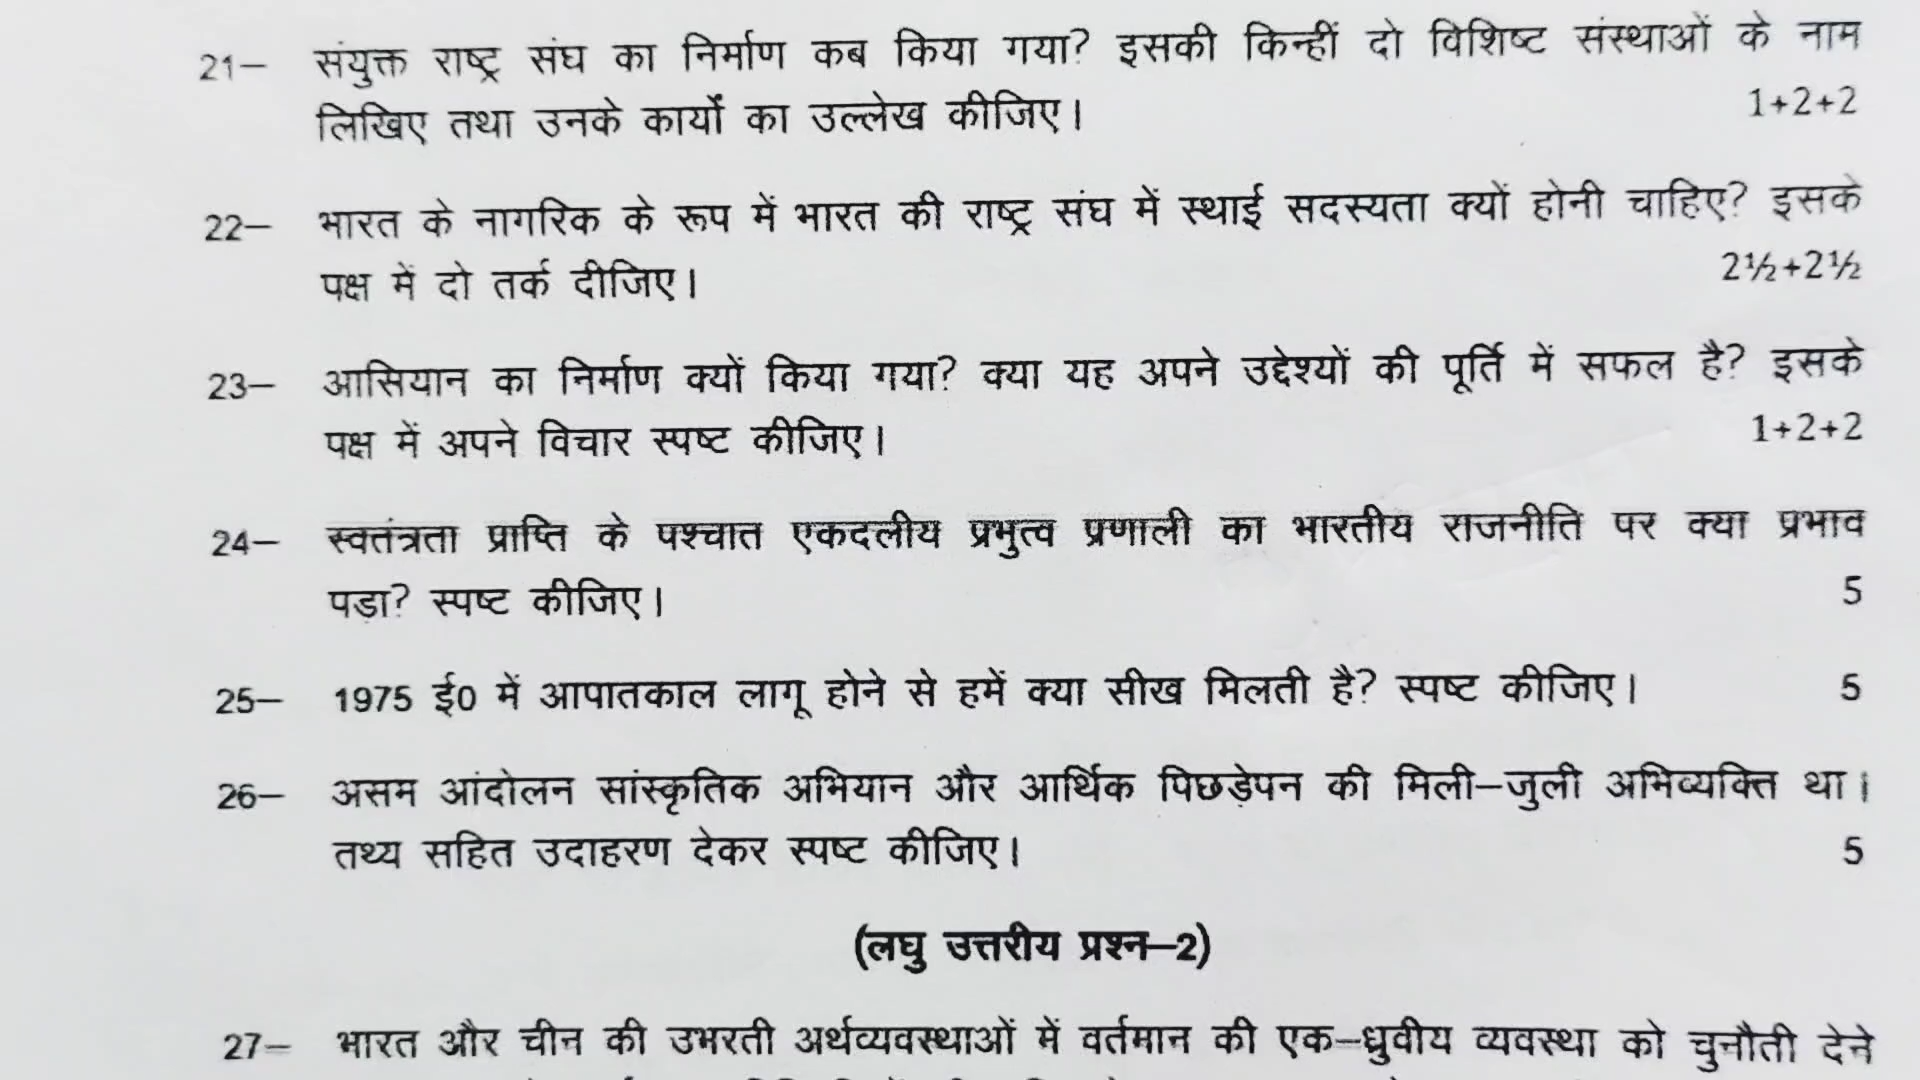 21– संयुक्त राष्ट्र संघ का निर्माण कब किया गया? इसकी किन्हीं दो विशिष्ट संस्थाओं के नाम
लिखिए तथा उनके कार्यों का उल्लेख कीजिए। 1+2+2
22– भारत के नागरिक के रूप में भारत की राष्ट्र संघ में स्थाई सदस्यता क्यों होनी चाहिए? इसके
पक्ष में दो तर्क दीजिए। 2½+2½
23– आसियान का निर्माण क्यों किया गया? क्या यह अपने उद्देश्यों की पूर्ति में सफल है? इसके
पक्ष में अपने विचार स्पष्ट कीजिए। 1+2+2
24– स्वतंत्रता प्राप्ति के पश्चात एकदलीय प्रभुत्व प्रणाली का भारतीय राजनीति पर क्या प्रभाव
पड़ा? स्पष्ट कीजिए। 5
25– 1975 ई0 में आपातकाल लागू होने से हमें क्या सीख मिलती है? स्पष्ट कीजिए। 5
26– असम आंदोलन सांस्कृतिक अभियान और आर्थिक पिछड़ेपन की मिली–जुली अभिव्यक्ति था।
तथ्य सहित उदाहरण देकर स्पष्ट कीजिए। 5
(लघु उत्तरीय प्रश्न–2)
27– भारत और चीन की उभरती अर्थव्यवस्थाओं में वर्तमान की एक–ध्रुवीय व्यवस्था को चुनौती देने